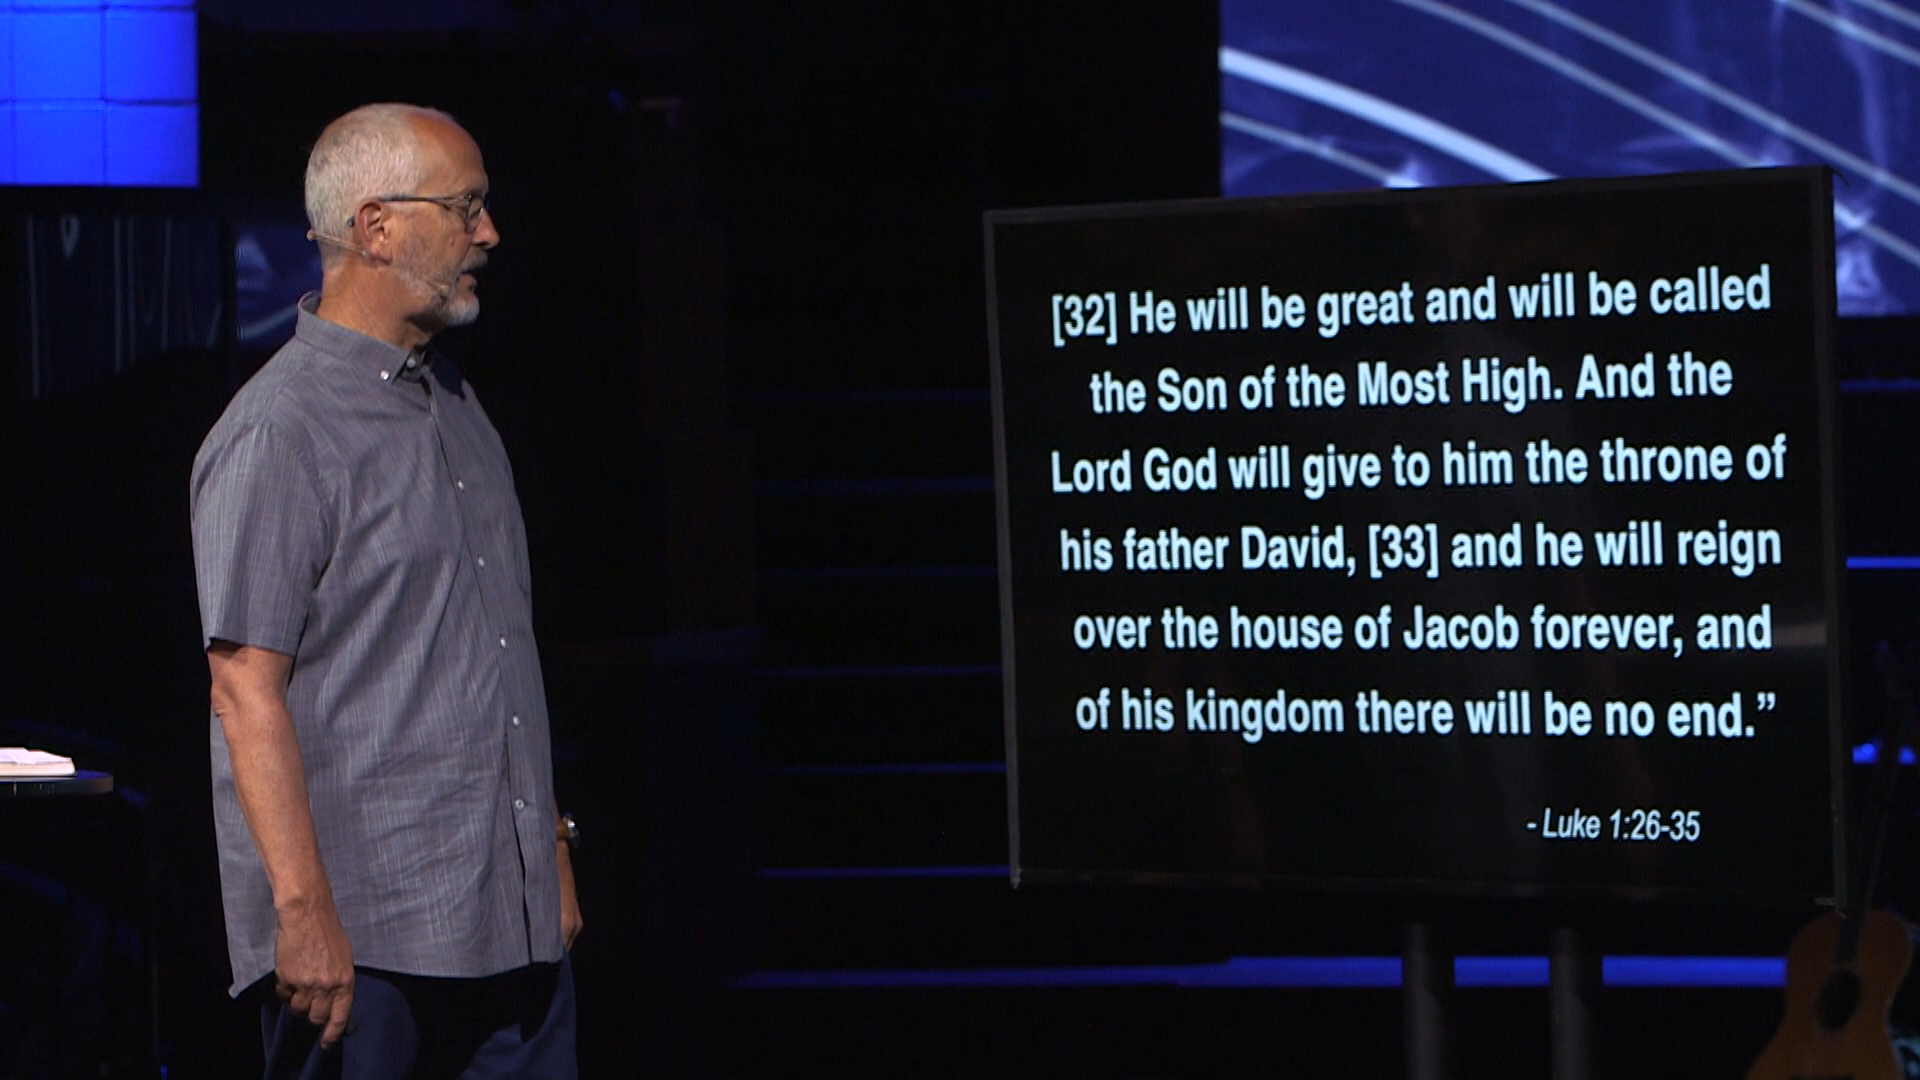 [32] He will be great and will be called
the Son of the Most High. And the
Lord God will give to him the throne of
his father David, [33] and he will reign
over the house of Jacob forever, and
of his kingdom there will be no end.”
- Luke 1:26-35